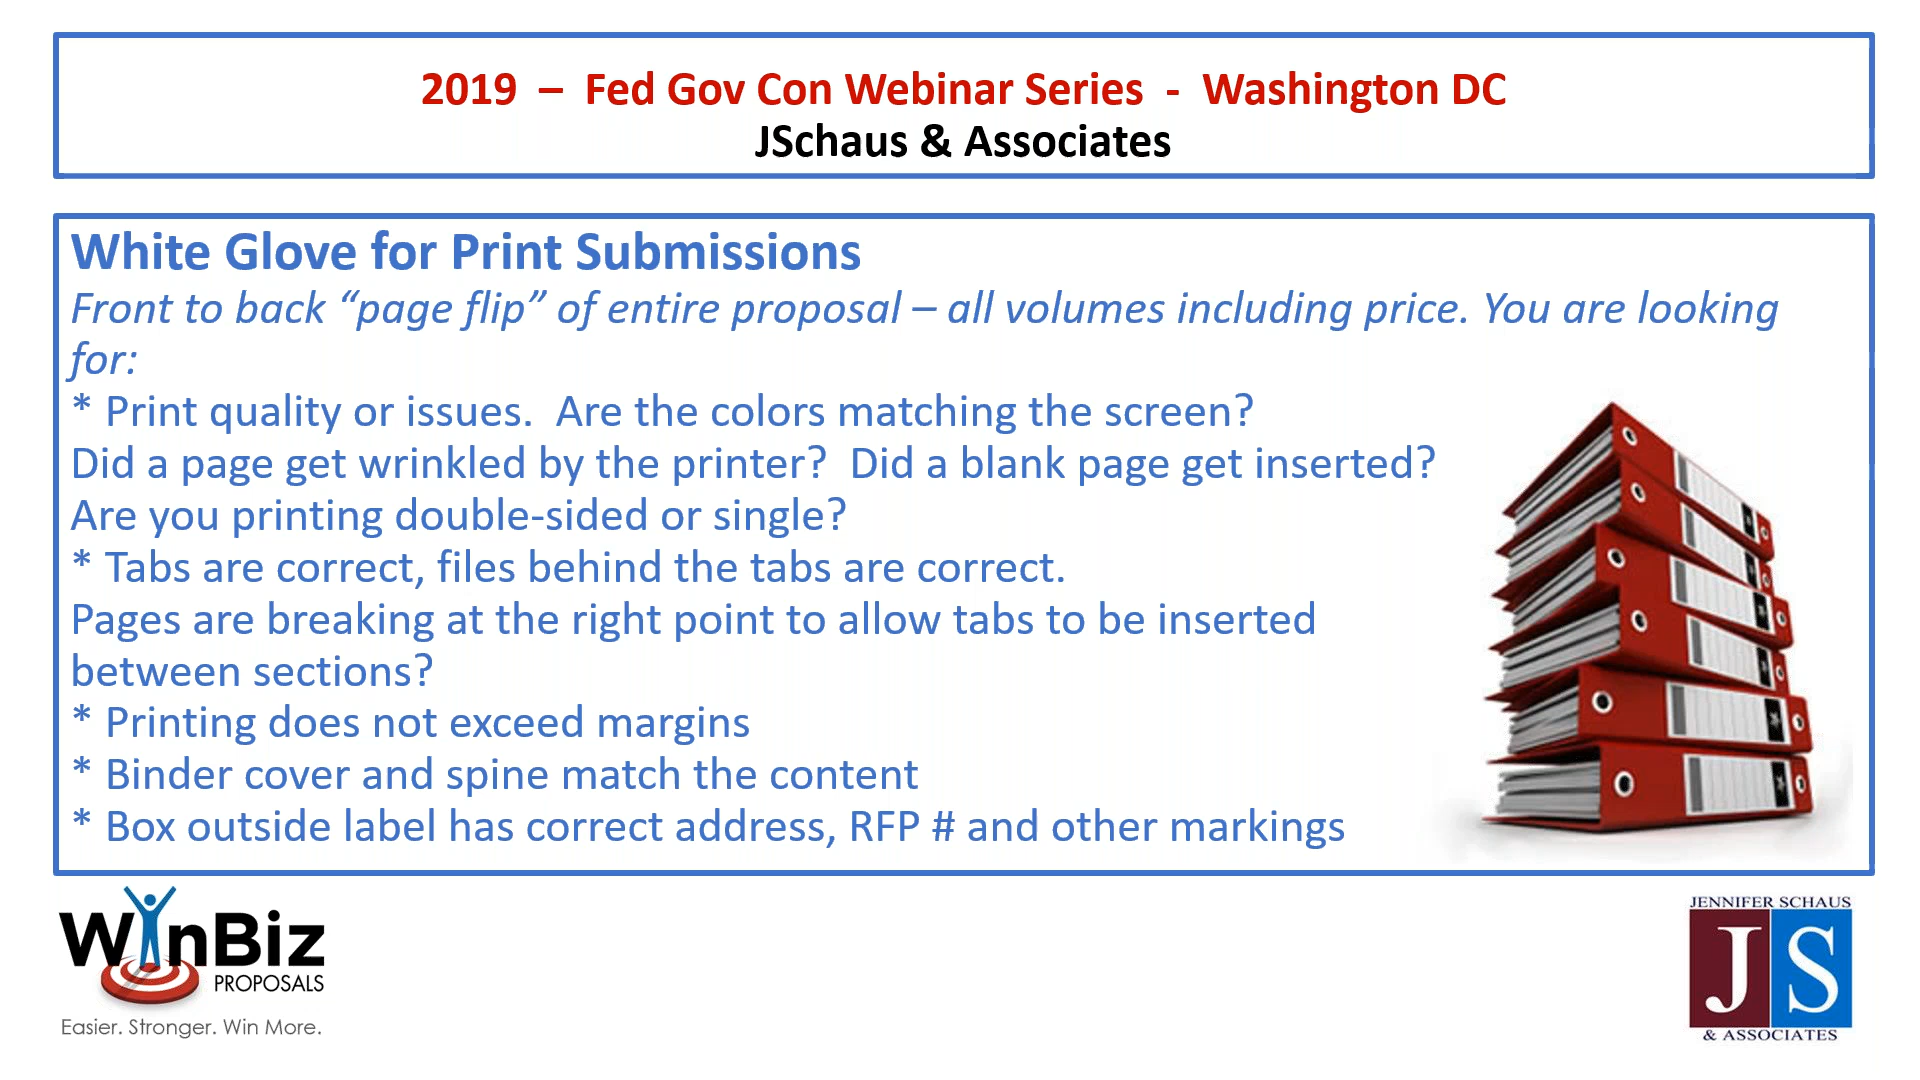 2019 – Fed Gov Con Webinar Series - Washington DC
JSchaus & Associates
White Glove for Print Submissions
Front to back “page flip” of entire proposal – all volumes including price. You are looking
for:
* Print quality or issues. Are the colors matching the screen?
Did a page get wrinkled by the printer? Did a blank page get inserted?
Are you printing double-sided or single?
* Tabs are correct, files behind the tabs are correct.
Pages are breaking at the right point to allow tabs to be inserted
between sections?
* Printing does not exceed margins
* Binder cover and spine match the content
* Box outside label has correct address, RFP # and other markings
WinBiz
PROPOSALS
Easier. Stronger. Win More.
JENNIFER SCHAUS
JS
& ASSOCIATES